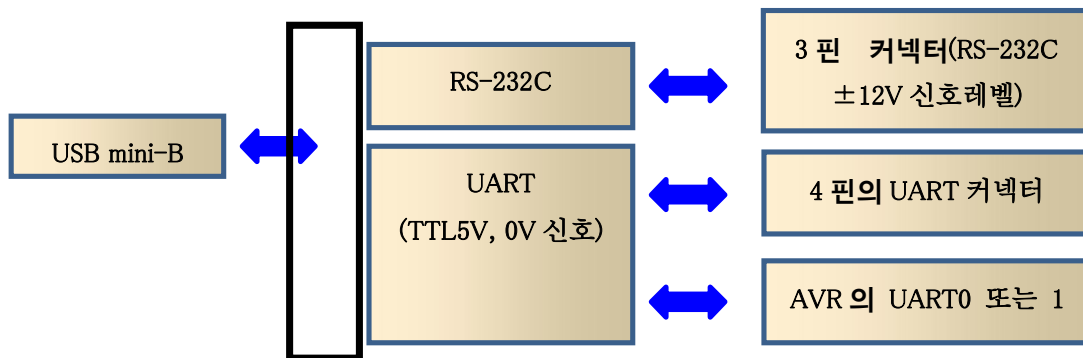 USB mini-B
RS-232C
UART
(TTL5V, 0V 신호)
3 핀 커넥터(RS-232C
±12V 신호레벨)
4 핀의 UART 커넥터
AVR 의 UART0 또는 1